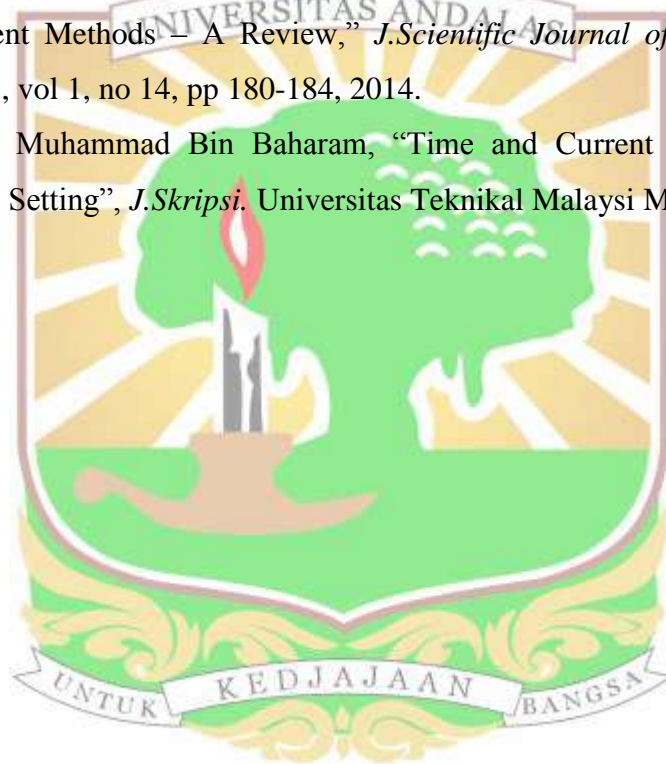 UNIVERSITAS ANDALAS
ent Methods – A Review,” J.Scientific Journal of
, vol 1, no 14, pp 180-184, 2014.
Muhammad Bin Baharam, “Time and Current
Setting”, J.Skripsi. Universitas Teknikal Malaysi M
UNTUK KEDJAJAAN BANGSA